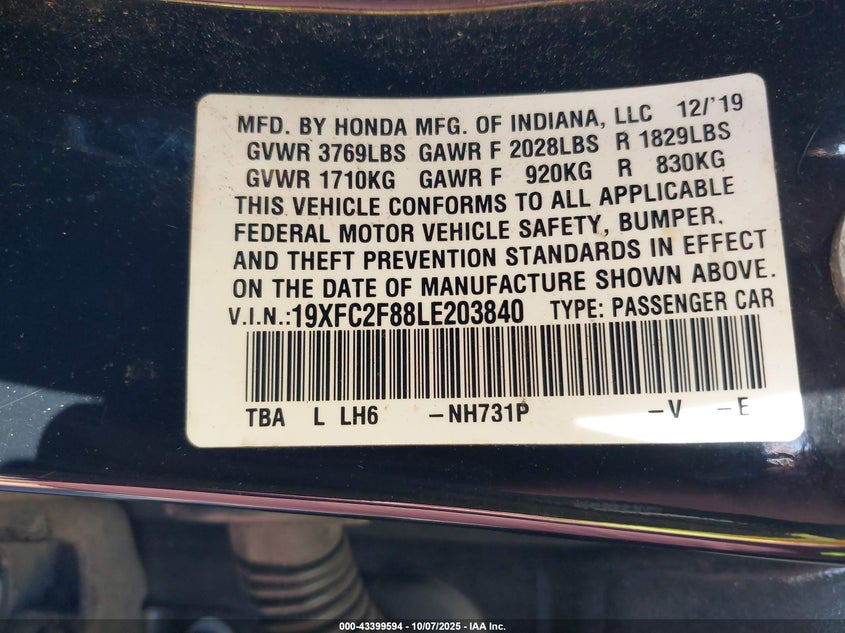 MFD. BY HONDA MFG. OF INDIANA, LLC 12/'19
GVWR 3769LBS GAWR F 2028LBS R 1829LBS
GVWR 1710KG GAWR F 920KG R 830KG
THIS VEHICLE CONFORMS TO ALL APPLICABLE
FEDERAL MOTOR VEHICLE SAFETY, BUMPER.
AND THEFT PREVENTION STANDARDS IN EFFECT
ON THE DATE OF MANUFACTURE SHOWN ABOVE.
V.I.N.:19XFC2F88LE203840 TYPE: PASSENGER CAR
TBA L LH6 -NH731P -V -E
000-43399594 - 10/07/2025 - IAA Inc.